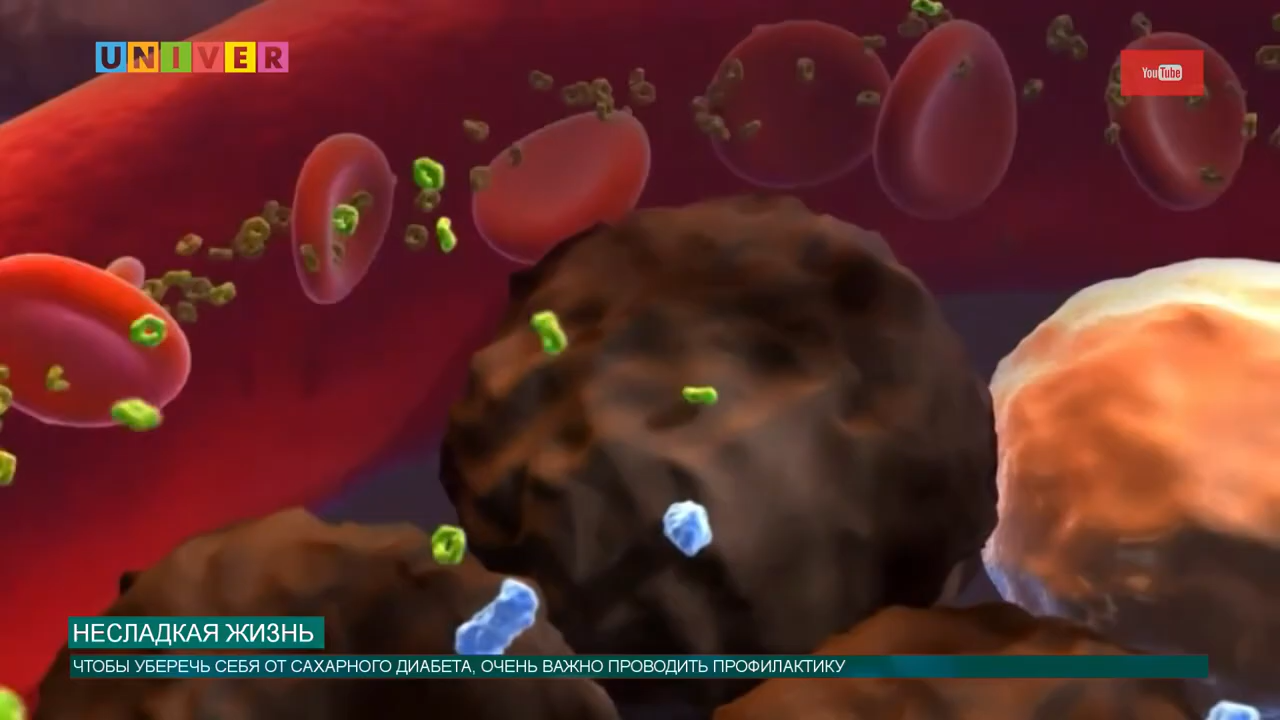 UNIVER
YouTube
НЕСЛАДКАЯ ЖИЗНЬ
ЧТОБЫ УБЕРЕЧЬ СЕБЯ ОТ САХАРНОГО ДИАБЕТА, ОЧЕНЬ ВАЖНО ПРОВОДИТЬ ПРОФИЛАКТИКУ